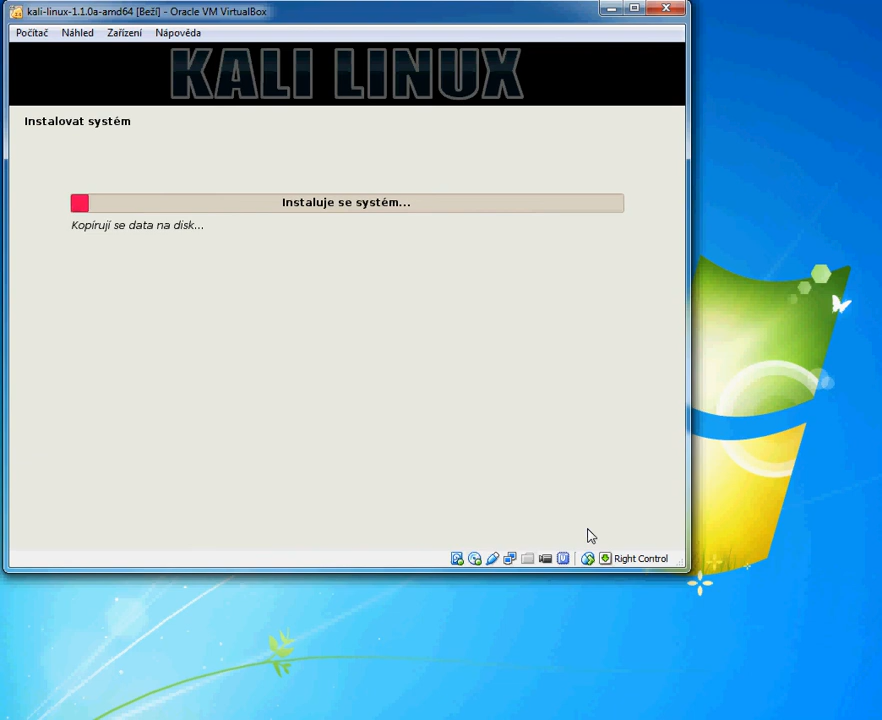 kali-linux-1.1.0a-amd64 [Beží] - Oracle VM VirtualBox
Počítač Náhled Zařízení Nápověda
KALI LINUX
Instalovat systém
Instaluje se systém...
Kopírují se data na disk...
Right Control